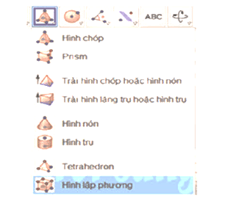 ABC
Hình chóp
Prism
Trải hình chóp hoặc hình nón
Trải hình lăng trụ hoặc hình trụ
Hình nón
Hình trụ
Tetrahedron
Hình lập phương